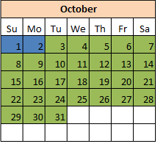 October
Su Mo Tu We Th Fr Sa
1 2 3 4 5 6 7
8 9 10 11 12 13 14
15 16 17 18 19 20 21
22 23 24 25 26 27 28
29 30 31